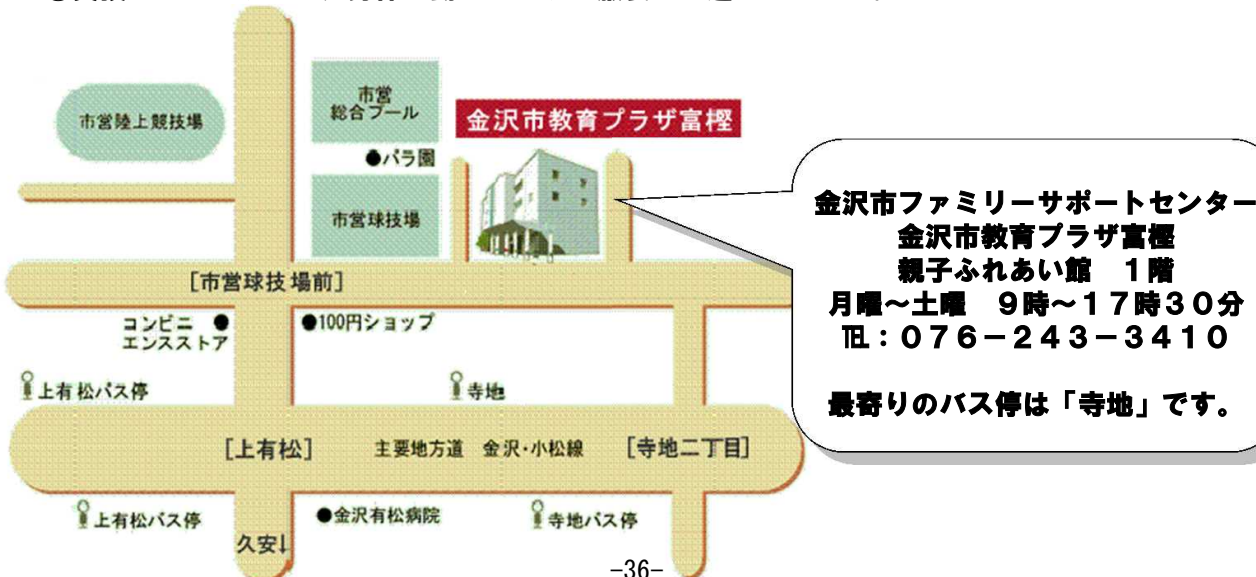 市営陸上競技場
市営
総合プール
金沢市教育プラザ富樫
●バラ園
市営球技場
金沢市ファミリーサポートセンター
金沢市教育プラザ富樫
親子ふれあい館 1階
月曜～土曜 9時～17時30分
℡：076－243－3410
最寄りのバス停は「寺地」です。
[市営球技場前]
コンビニ ●
エンスストア
●100円ショップ
上有松バス停
寺地
[上有松]
主要地方道 金沢・小松線
[寺地二丁目]
上有松バス停
●金沢有松病院
寺地バス停
久安↓
-36-